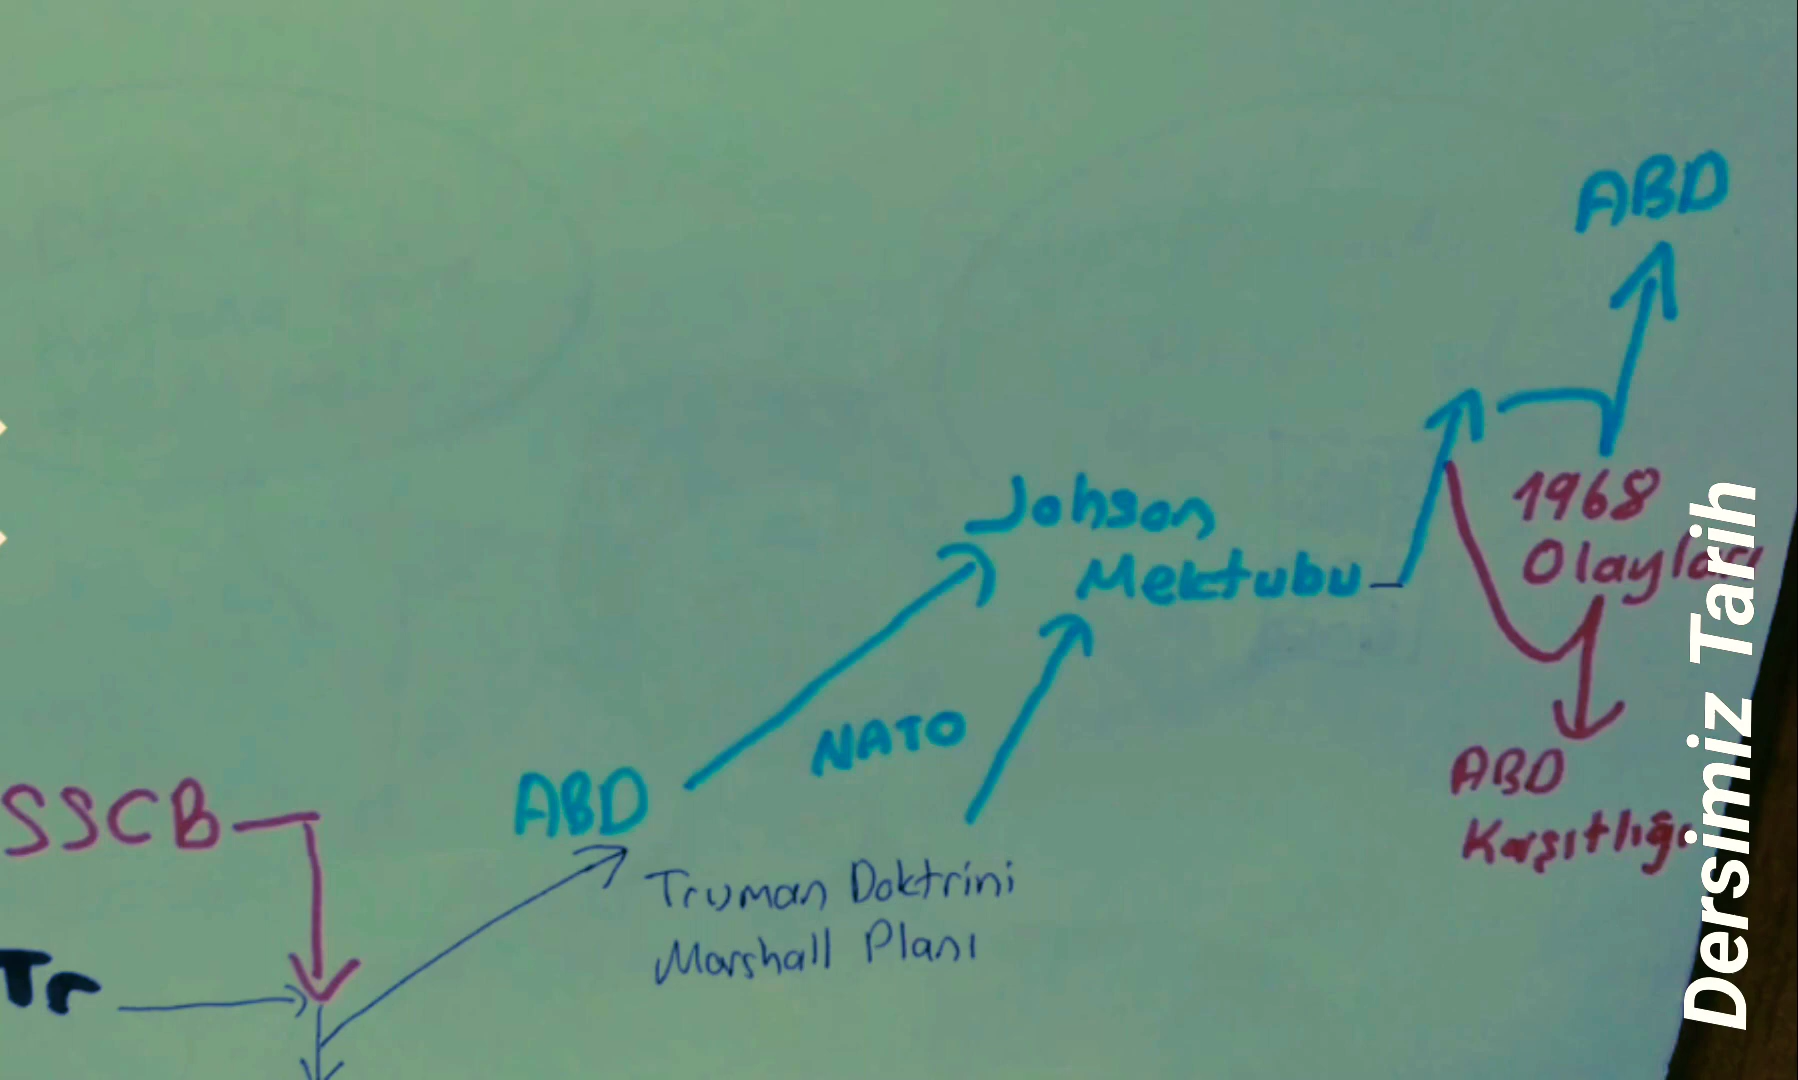 ABD
1968
Olayları
Johson
Mektubu
NATO
ABD
ABD
Karşıtlığı
SSCB
Truman Doktrini
Marshall Planı
Tr
Dersimiz Tarih